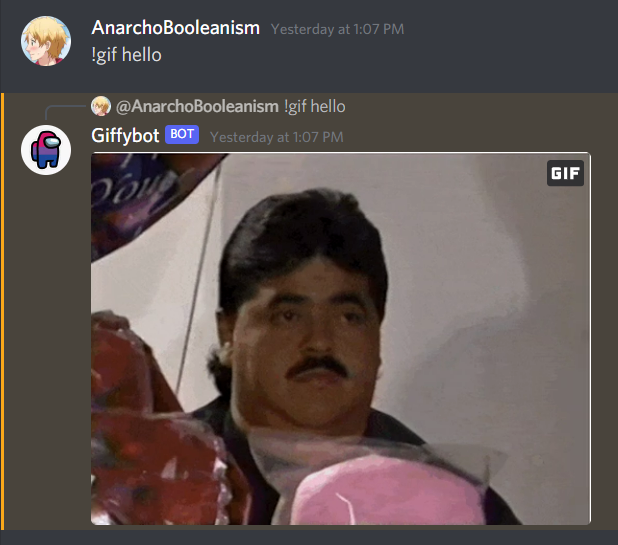 AnarchoBooleanism Yesterday at 1:07 PM
!gif hello
@AnarchoBooleanism !gif hello
Giffybot BOT Yesterday at 1:07 PM
GIF
You